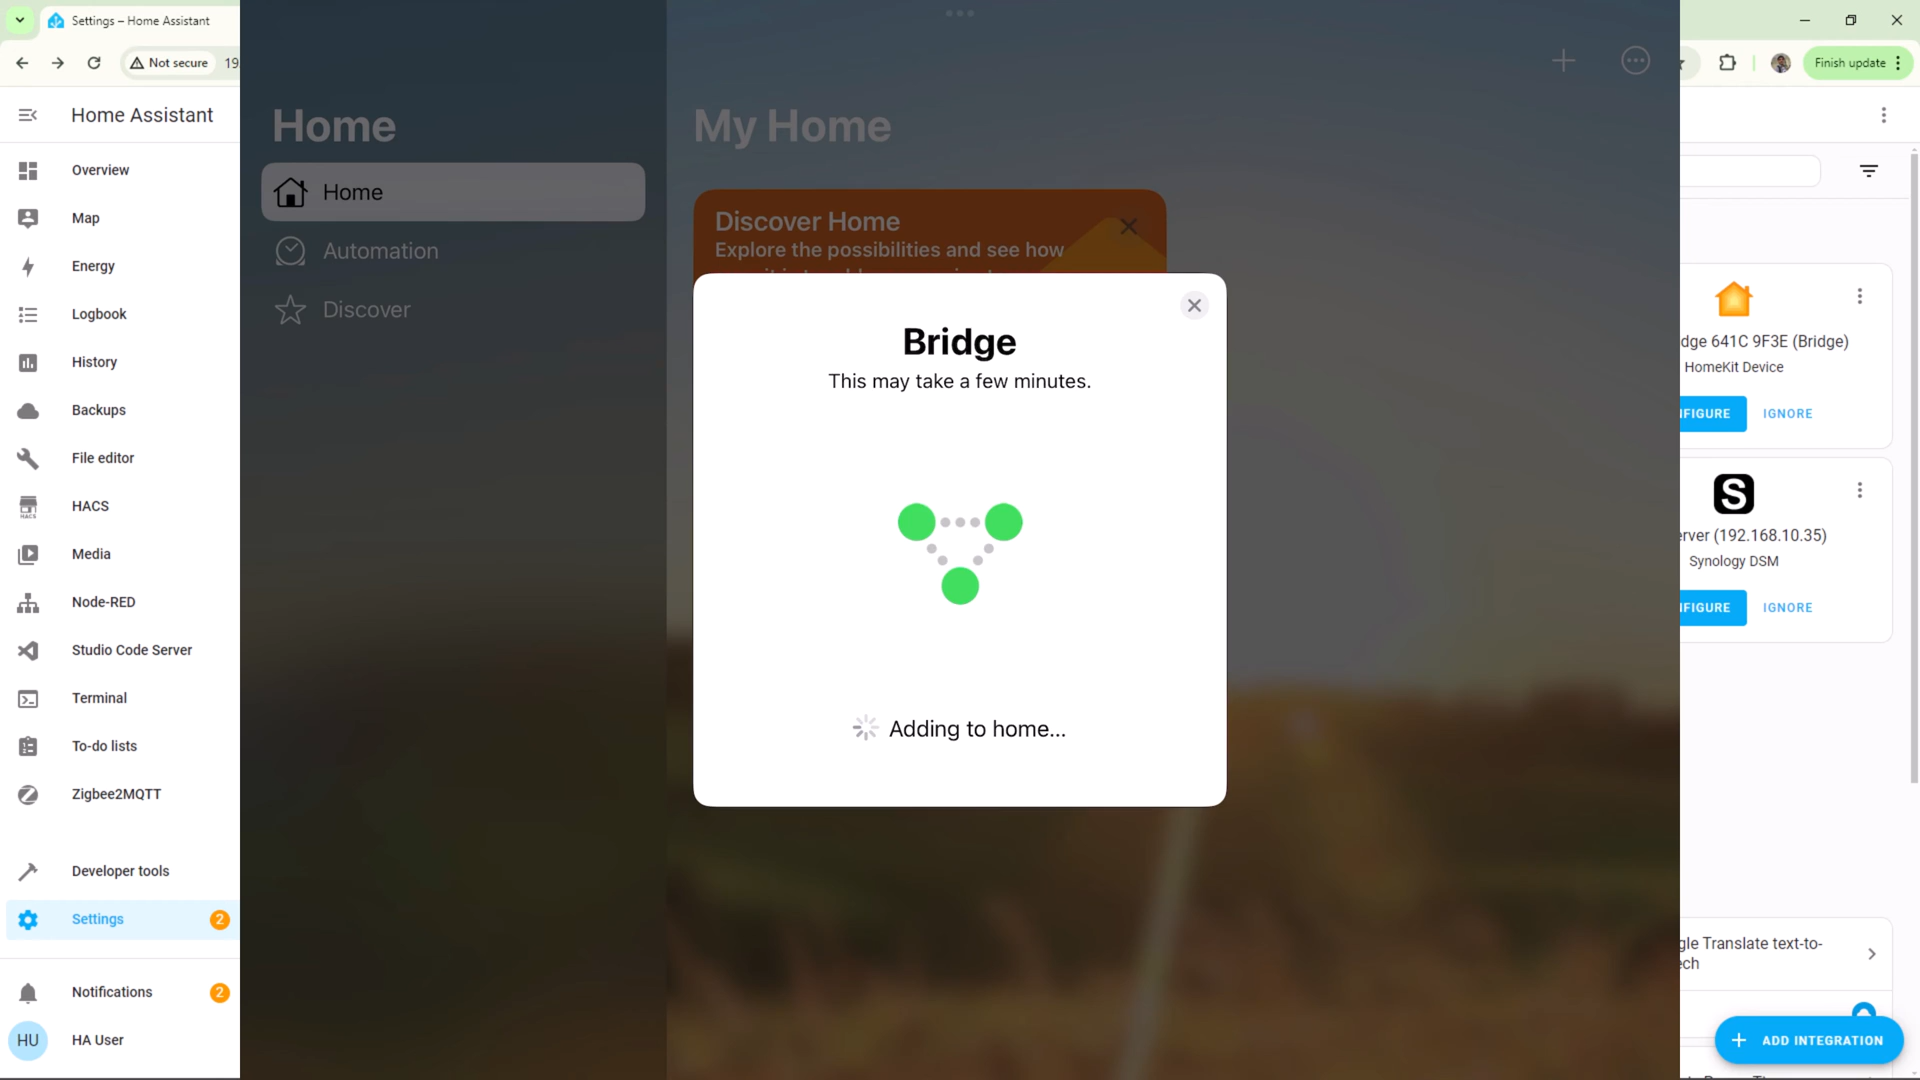 Settings – Home Assistant
Not secure
19
Finish update
Home Assistant
Overview
Map
Energy
Logbook
History
Backups
File editor
HACS
HACS
Media
Node-RED
Studio Code Server
Terminal
To-do lists
Zigbee2MQTT
Developer tools
Settings
2
Notifications
2
HU
HA User
Home
Home
Automation
Discover
My Home
Discover Home
Explore the possibilities and see how
Bridge
This may take a few minutes.
Adding to home...
dge 641C 9F3E (Bridge)
HomeKit Device
FIGURE
IGNORE
S
erver (192.168.10.35)
Synology DSM
FIGURE
IGNORE
gle Translate text-to-
ech
ADD INTEGRATION